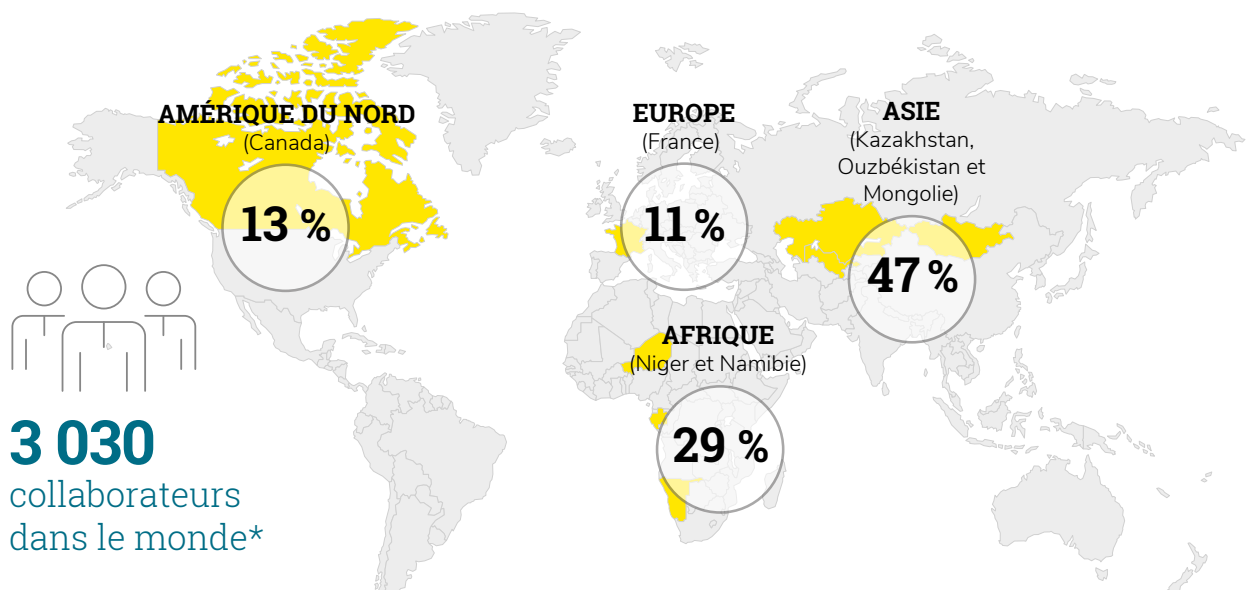 AMÉRIQUE DU NORD
(Canada)
13 %
EUROPE
(France)
11 %
ASIE
(Kazakhstan,
Ouzbékistan et
Mongolie)
47 %
AFRIQUE
(Niger et Namibie)
29 %
3 030
collaborateurs
dans le monde*